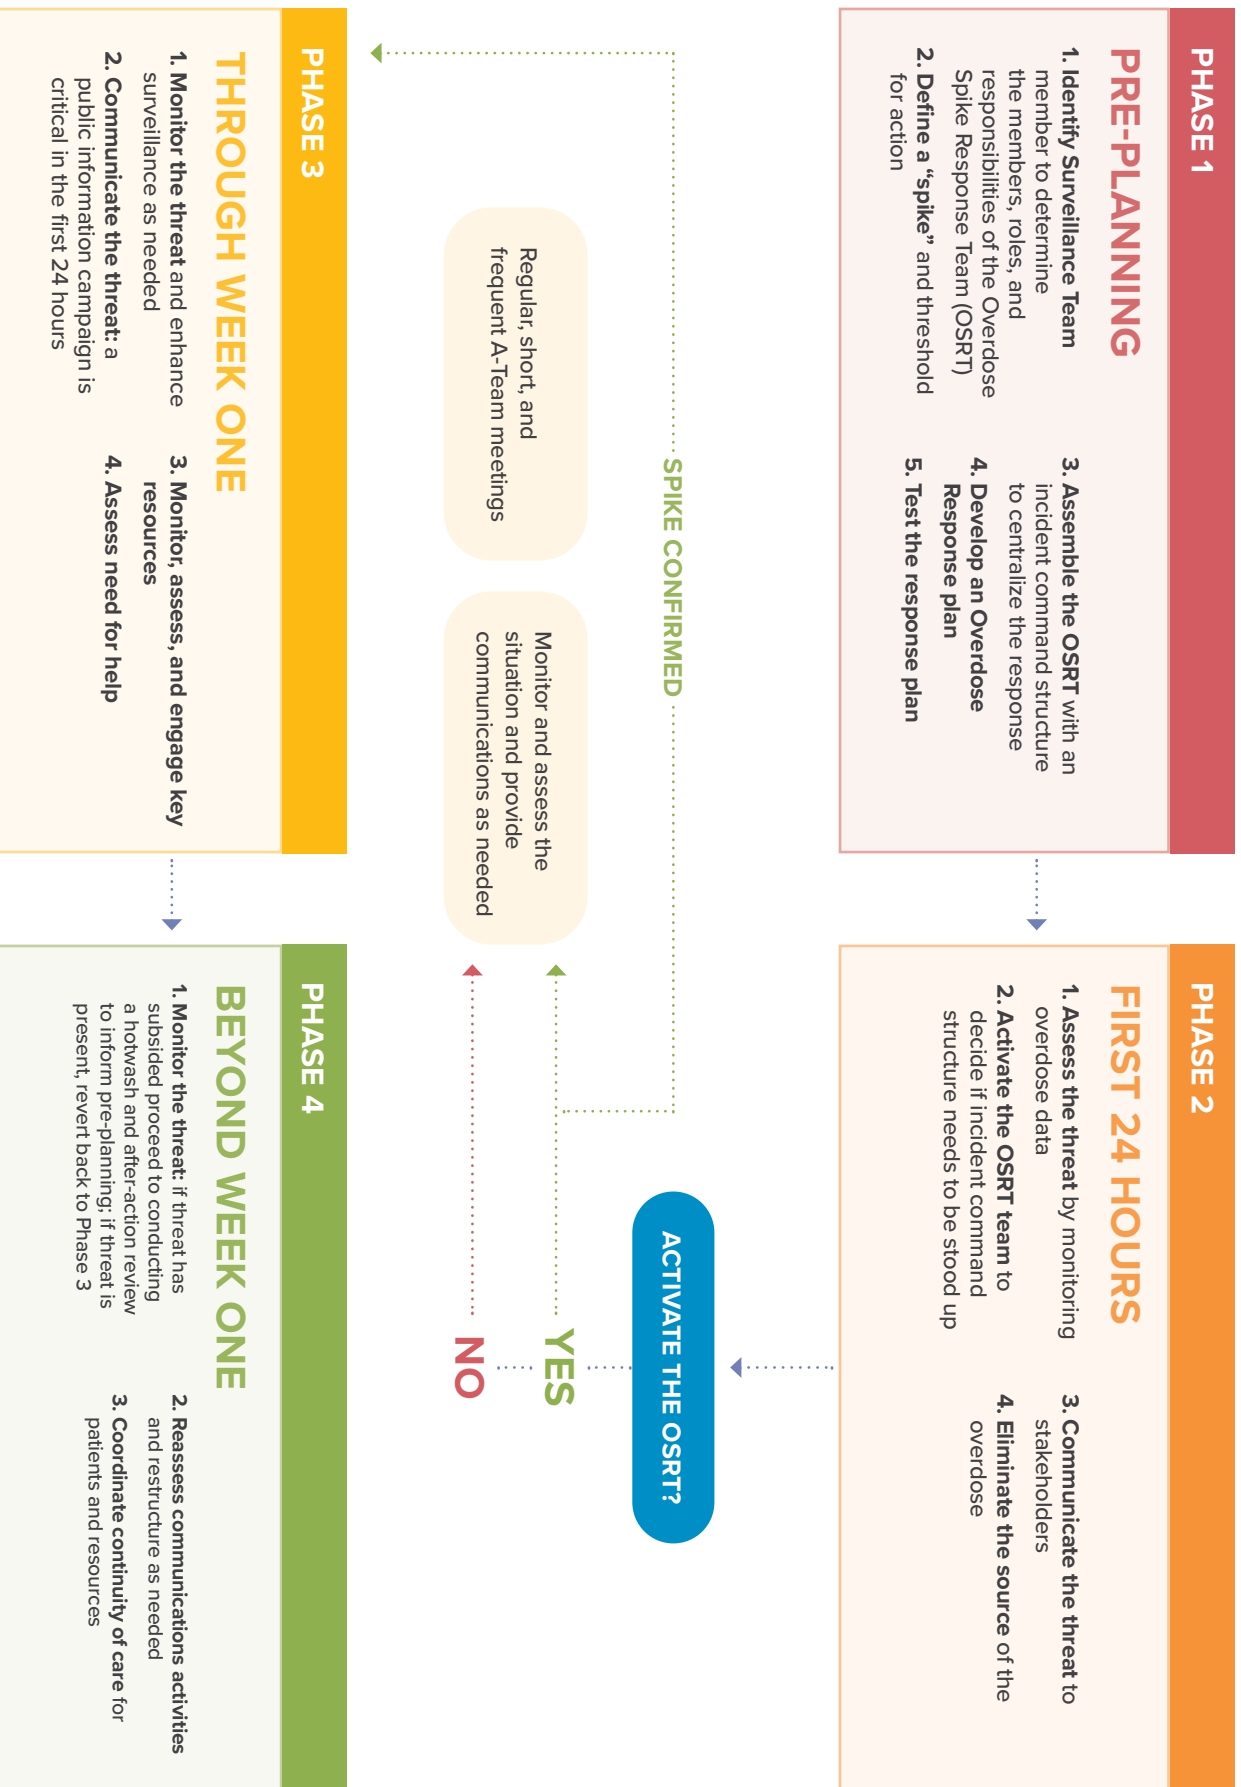 PHASE 1
PRE-PLANNING
1. Identify Surveillance Team
member to determine
the members, roles, and
responsibilities of the Overdose
Spike Response Team (OSRT)
2. Define a “spike” and threshold
for action
3. Assemble the OSRT with an
incident command structure
to centralize the response
4. Develop an Overdose
Response plan
5. Test the response plan
PHASE 2
FIRST 24 HOURS
1. Assess the threat by monitoring
overdose data
2. Activate the OSRT team to
decide if incident command
structure needs to be stood up
3. Communicate the threat to
stakeholders
4. Eliminate the source of the
overdose
ACTIVATE THE OSRT?
YES
NO
SPIKE CONFIRMED
Regular, short, and
frequent A-Team meetings
Monitor and assess the
situation and provide
communications as needed
PHASE 3
THROUGH WEEK ONE
1. Monitor the threat and enhance
surveillance as needed
2. Communicate the threat: a
public information campaign is
critical in the first 24 hours
3. Monitor, assess, and engage key
resources
4. Assess need for help
PHASE 4
BEYOND WEEK ONE
1. Monitor the threat: if threat has
subsided proceed to conducting
a hotwash and after-action review
to inform pre-planning; if threat is
present, revert back to Phase 3
2. Reassess communications activities
and restructure as needed
3. Coordinate continuity of care for
patients and resources